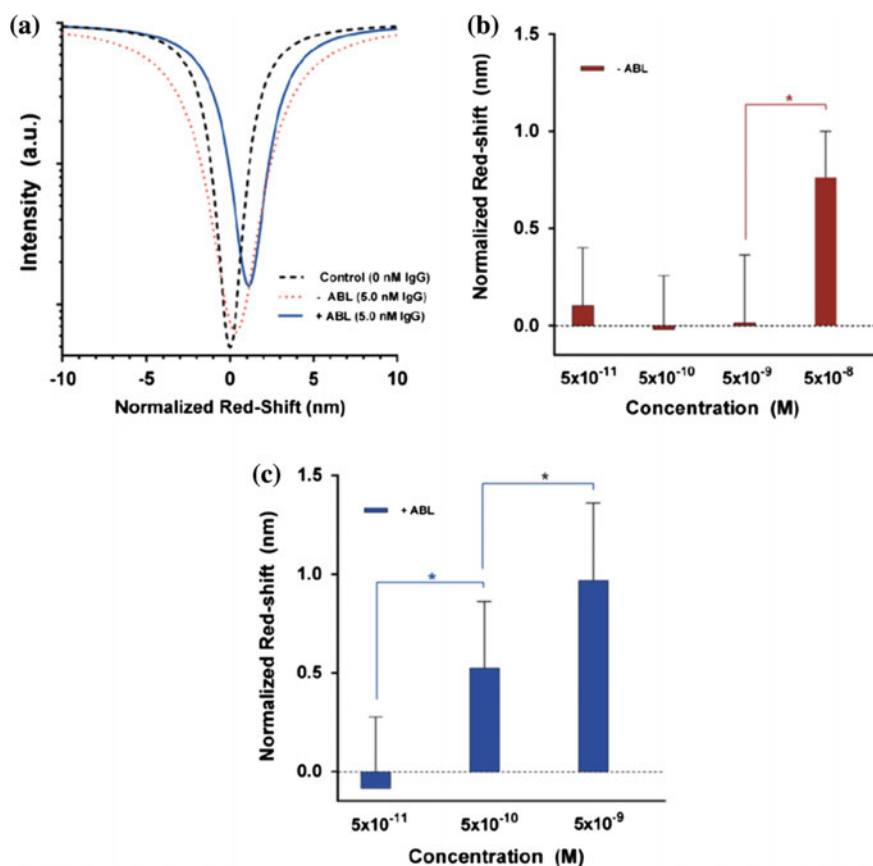 (a)
Intensity (a.u.)
Control (0 nM IgG)
- ABL (5.0 nM IgG)
+ ABL (5.0 nM IgG)
-10 -5 0 5 10
Normalized Red-Shift (nm)
(b)
Normalized Red-shift (nm)
1.5
1.0
0.5
0.0
- ABL
*
5x10⁻¹¹ 5x10⁻¹⁰ 5x10⁻⁹ 5x10⁻⁸
Concentration (M)
(c)
Normalized Red-shift (nm)
1.5
1.0
0.5
0.0
+ ABL
*
*
5x10⁻¹¹ 5x10⁻¹⁰ 5x10⁻⁹
Concentration (M)